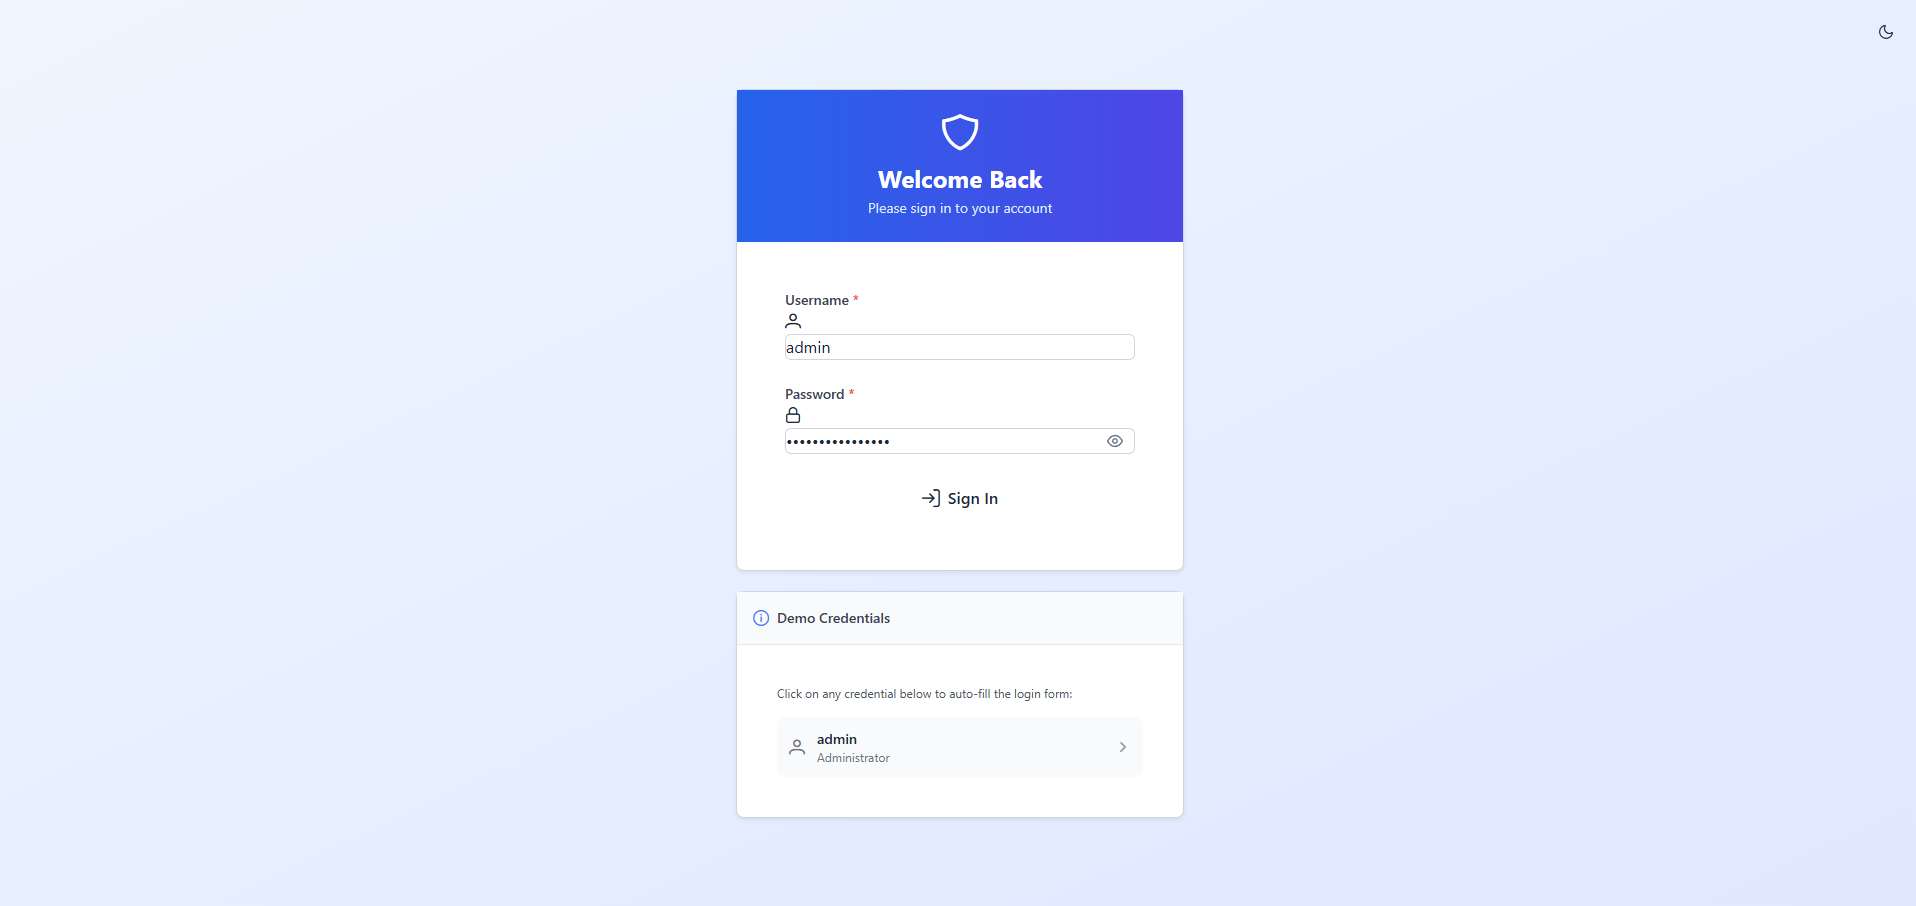 Welcome Back
Please sign in to your account
Username *
admin
Password *
••••••••••••••••
Sign In
Demo Credentials
Click on any credential below to auto-fill the login form:
admin
Administrator